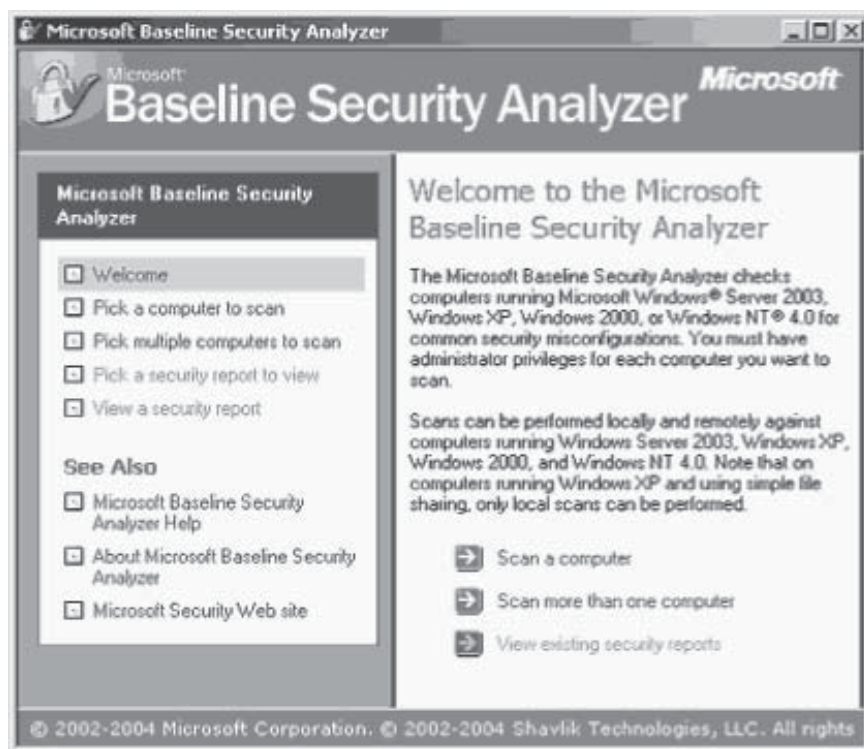 Microsoft Baseline Security Analyzer
Microsoft
Baseline Security Analyzer
Microsoft
Microsoft Baseline Security
Analyzer
Welcome
Pick a computer to scan
Pick multiple computers to scan
Pick a security report to view
View a security report
See Also
Microsoft Baseline Security
Analyzer Help
About Microsoft Baseline Security
Analyzer
Microsoft Security Web site
Welcome to the Microsoft
Baseline Security Analyzer
The Microsoft Baseline Security Analyzer checks
computers running Microsoft Windows® Server 2003,
Windows XP, Windows 2000, or Windows NT® 4.0 for
common security misconfigurations. You must have
administrator privileges for each computer you want to
scan.
Scans can be performed locally and remotely against
computers running Windows Server 2003, Windows XP,
Windows 2000, and Windows NT 4.0. Note that on
computers running Windows XP and using simple file
sharing, only local scans can be performed.
Scan a computer
Scan more than one computer
View existing security reports
© 2002-2004 Microsoft Corporation. © 2002-2004 Shavlik Technologies, LLC. All rights